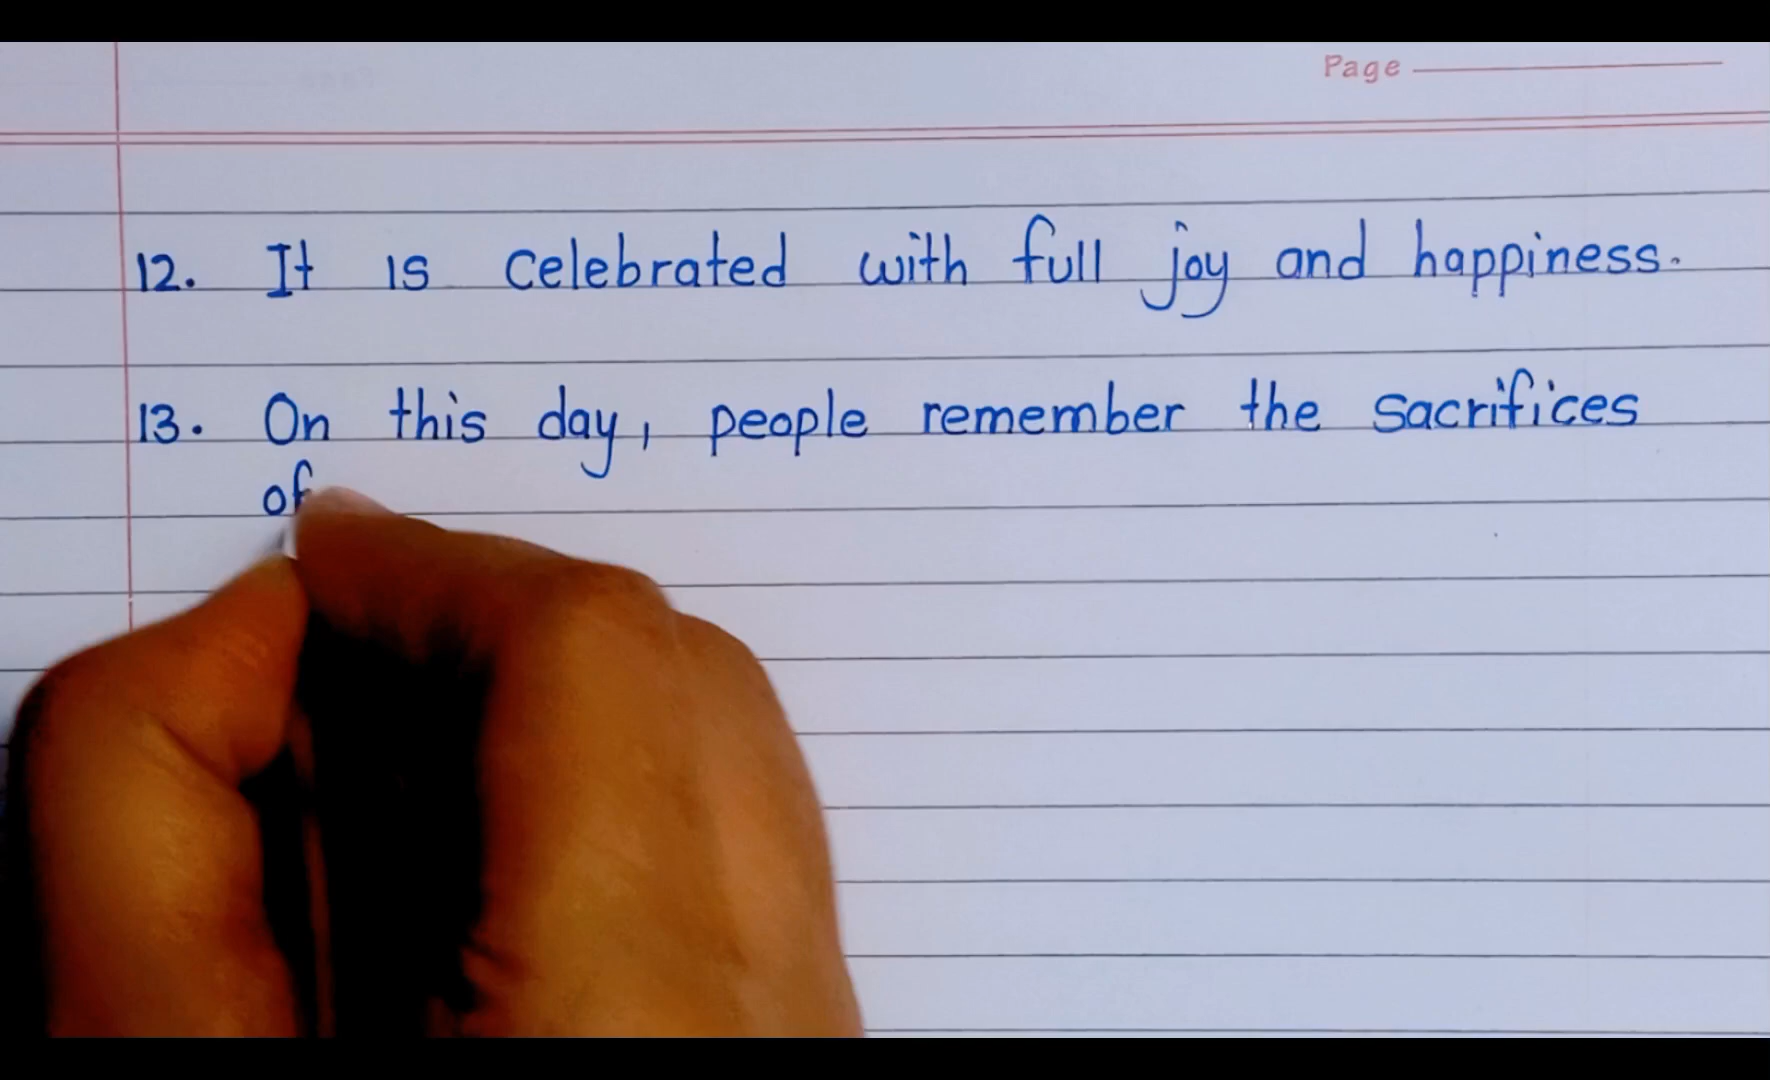 Page
12. It is celebrated with full joy and happiness.
13. On this day, people remember the sacrifices
of